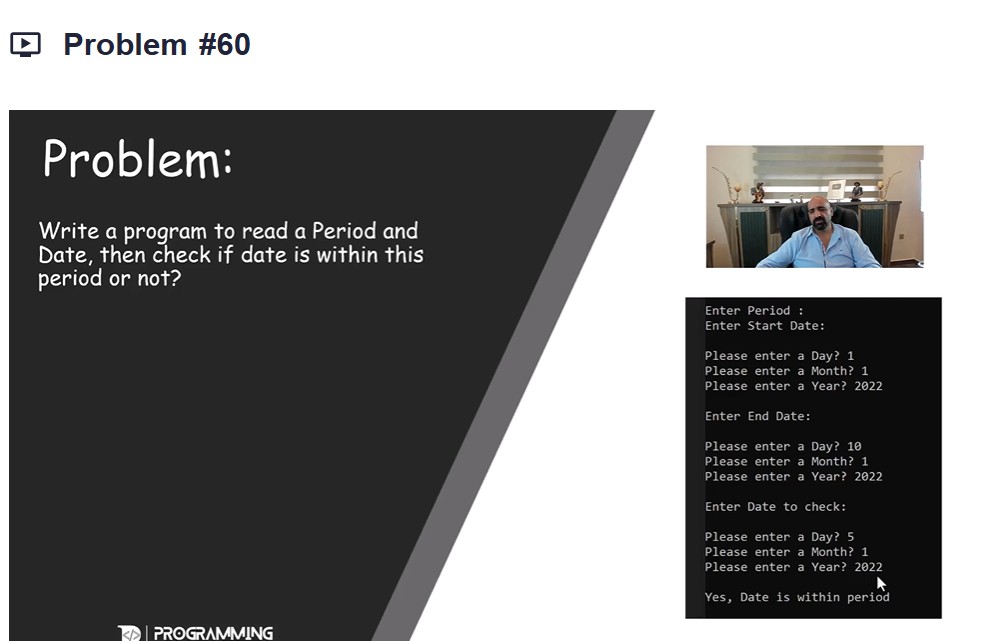 Problem #60
Problem:
Write a program to read a Period and
Date, then check if date is within this
period or not?
PROGRAMMING
Enter Period :
Enter Start Date:
Please enter a Day? 1
Please enter a Month? 1
Please enter a Year? 2022
Enter End Date:
Please enter a Day? 10
Please enter a Month? 1
Please enter a Year? 2022
Enter Date to check:
Please enter a Day? 5
Please enter a Month? 1
Please enter a Year? 2022
Yes, Date is within period